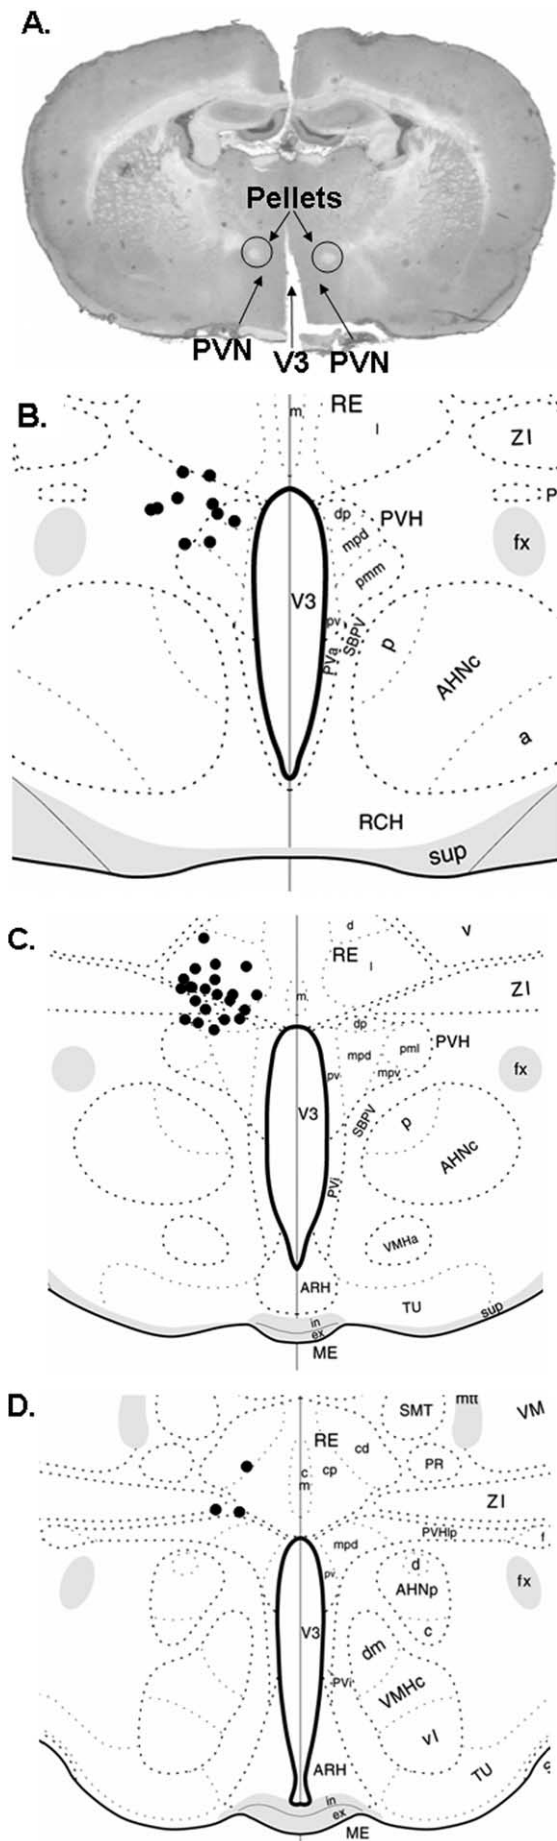 A.
Pellets
PVN
V3
PVN
B.
m.
RE
l
ZI
P
dp
PVH
mpd
fx
pmm
V3
pv
SBPV
PVa
p
AHNc
a
RCH
sup
C.
d
v
RE
l
ZI
m.
dp
mpd
pml
PVH
pv
mpv
fx
V3
SBPV
p
AHNc
PVi
VMHa
ARH
TU
sup
in
ex
ME
D.
SMT
mtt
VM
RE
cd
c
m
cp
PR
ZI
PVHlp
f
mpd
pv
d
AHNp
fx
c
V3
dm
PVi
VMHc
vl
ARH
TU
in
ex
ME